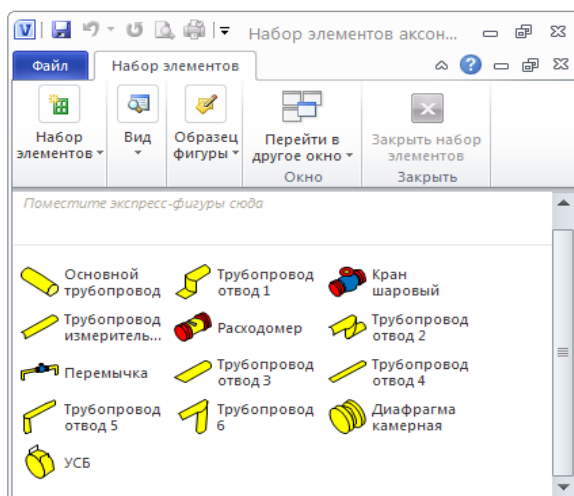 Набор элементов аксон...
Файл
Набор элементов
Набор элементов
Вид
Образец фигуры
Перейти в другое окно
Закрыть набор элементов
Окно
Закрыть
Поместите экспресс-фигуры сюда
Основной трубопровод
Трубопровод отвод 1
Кран шаровый
Трубопровод измеритель...
Расходомер
Трубопровод отвод 2
Перемычка
Трубопровод отвод 3
Трубопровод отвод 4
Трубопровод отвод 5
Трубопровод 6
Диафрагма камерная
УСБ